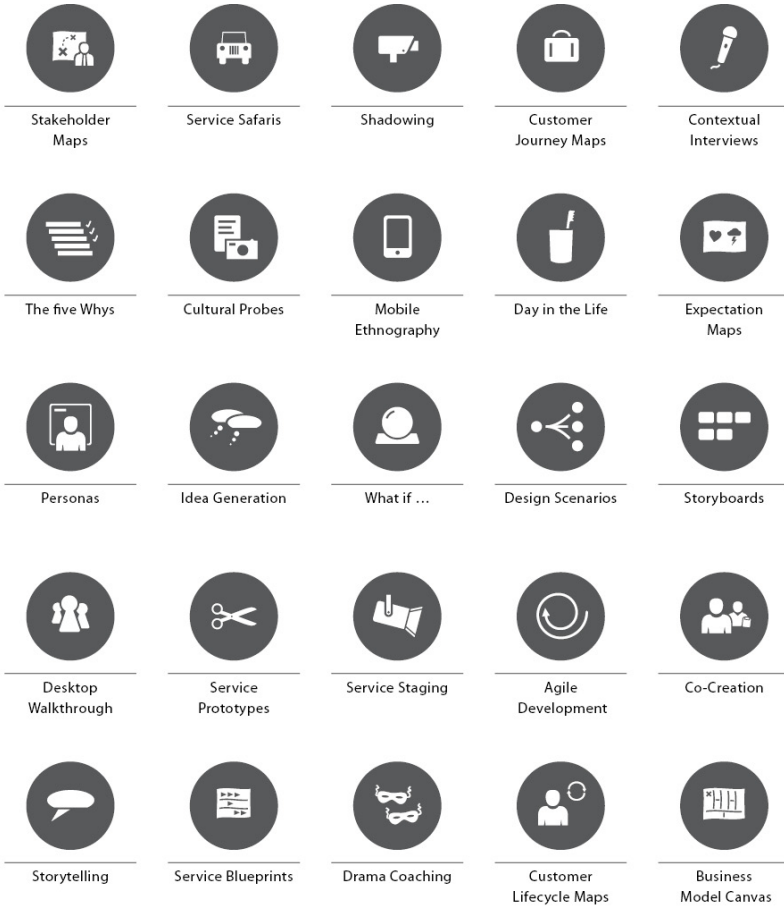 Stakeholder
Maps
Service Safaris
Shadowing
Customer
Journey Maps
Contextual
Interviews
The five Whys
Cultural Probes
Mobile
Ethnography
Day in the Life
Expectation
Maps
Personas
Idea Generation
What if ...
Design Scenarios
Storyboards
Desktop
Walkthrough
Service
Prototypes
Service Staging
Agile
Development
Co-Creation
Storytelling
Service Blueprints
Drama Coaching
Customer
Lifecycle Maps
Business
Model Canvas